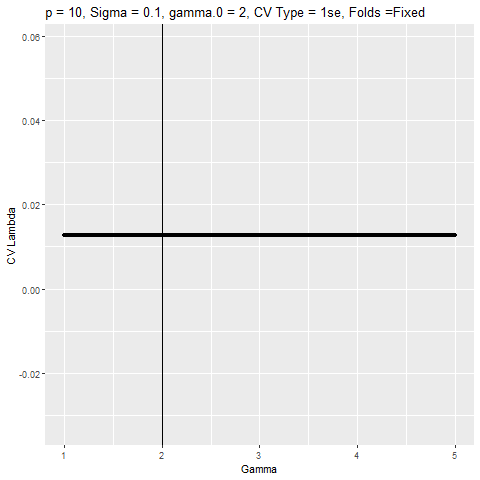 p = 10, Sigma = 0.1, gamma.0 = 2, CV Type = 1se, Folds =Fixed
0.06
0.04
0.02
0.00
-0.02
CV Lambda
1 2 3 4 5
Gamma